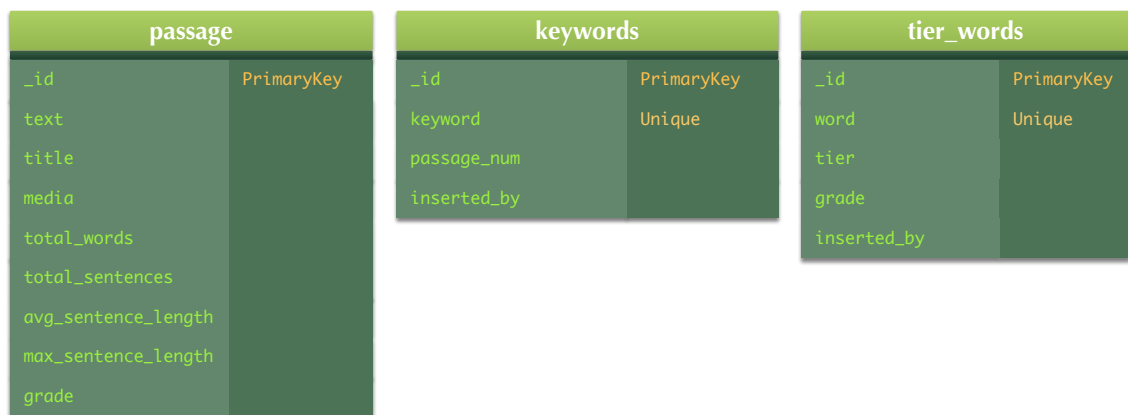 passage
_id PrimaryKey
text
title
media
total_words
total_sentences
avg_sentence_length
max_sentence_length
grade
keywords
_id PrimaryKey
keyword Unique
passage_num
inserted_by
tier_words
_id PrimaryKey
word Unique
tier
grade
inserted_by